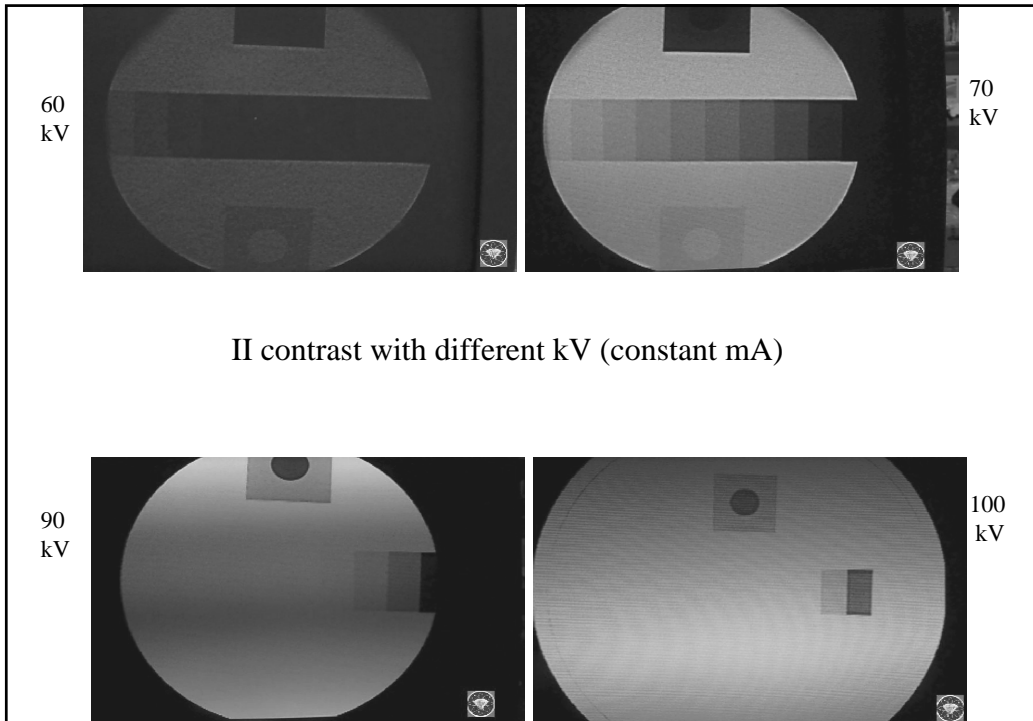 60
kV
70
kV
II contrast with different kV (constant mA)
90
kV
100
kV